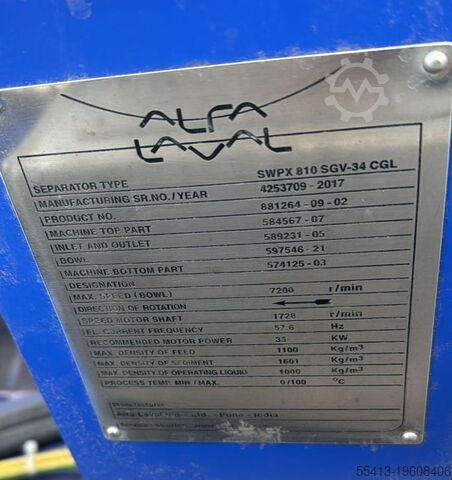 ALFA
LAVAL
SEPARATOR TYPE SWPX 810 SGV-34 CGL
MANUFACTURING SR.NO./ YEAR 4253709 - 2017
PRODUCT NO. 881264 - 09 - 02
MACHINE TOP PART 584567 - 07
INLET AND OUTLET 589231 - 05
BOWL 597546 - 21
MACHINE BOTTOM PART 574125 - 03
DESIGNATION
MAX. SPEED (BOWL) 7200 r/min
DIRECTION OF ROTATION
SPEED MOTOR SHAFT 1728 r/min
EL. CURRENT FREQUENCY 57.6 Hz
RECOMMENDED MOTOR POWER KW
MAX. DENSITY OF FEED 1100 Kg/m³
MAX. DENSITY OF SEDIMENT 1601 Kg/m³
MAX. DENSITY OF OPERATING LIQUID 1000 Kg/m³
PROCESS TEMP. MIN / MAX. 0/100 °C
Manufacturer
Alfa Laval - Pune - India
55413-19608406